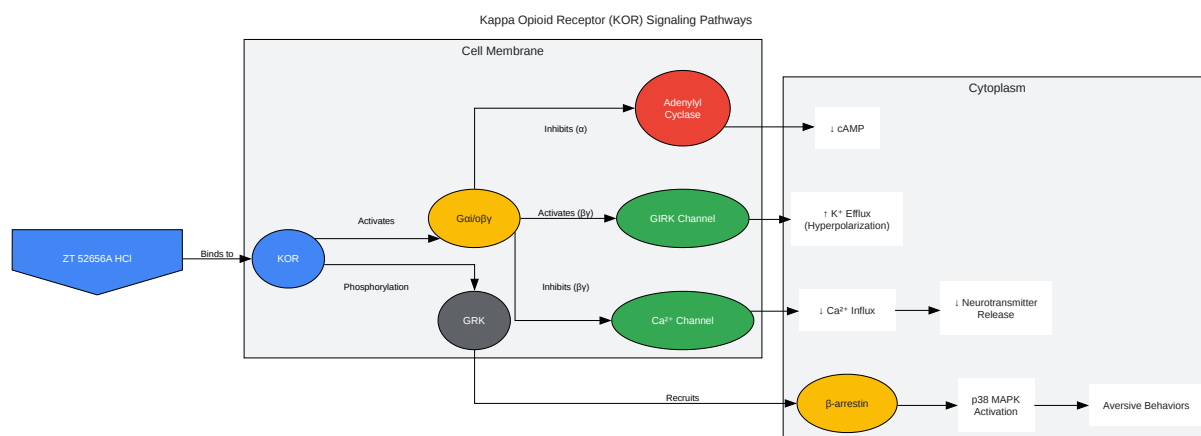 Kappa Opioid Receptor (KOR) Signaling Pathways
Cell Membrane
Cytoplasm
Adenylyl
Cyclase
Inhibits (α)
↓ cAMP
Gαi/oβγ
Activates (βγ)
GIRK Channel
↑ K⁺ Efflux
(Hyperpolarization)
Activates
ZT 52656A HCl
Binds to
KOR
Phosphorylation
Inhibits (βγ)
GRK
Ca²⁺ Channel
↓ Ca²⁺ Influx
↓ Neurotransmitter
Release
Recruits
β-arrestin
p38 MAPK
Activation
Aversive Behaviors